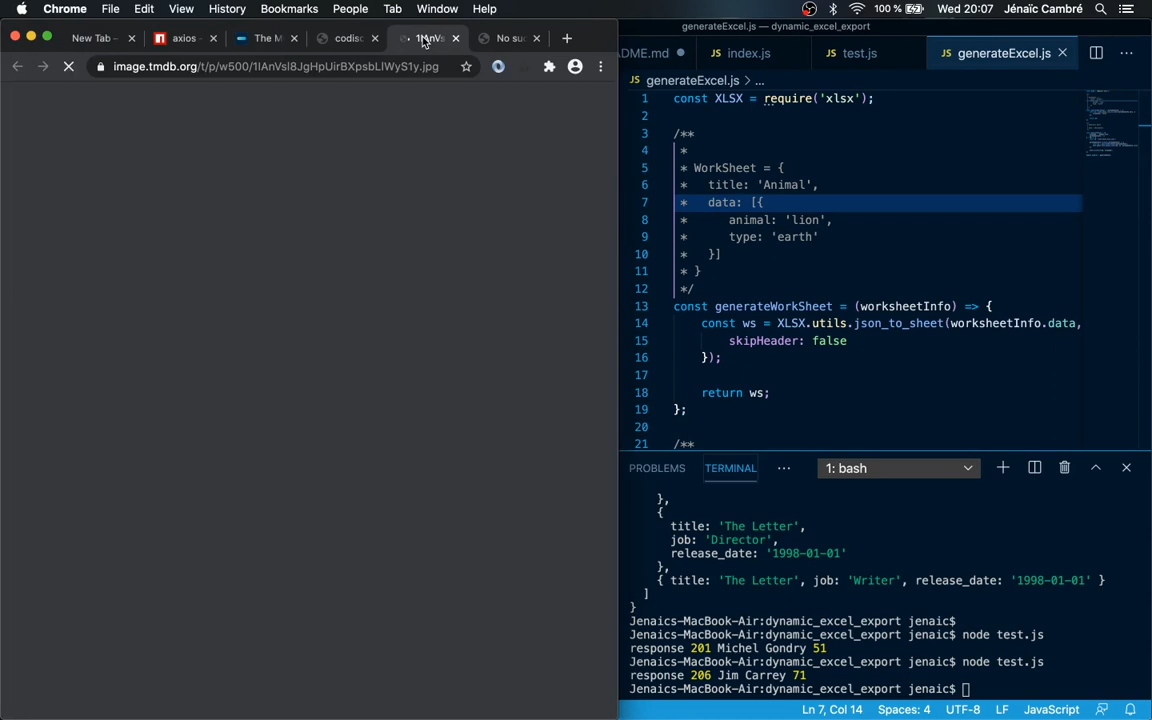 Chrome File Edit View History Bookmarks People Tab Window Help 100 % Wed 20:07 Jénaïc Cambré
New Tab – axios – The M codisc No suc
image.tmdb.org/t/p/w500/1IAnVsl8JgHpUirBXpsbLIWyS1y.jpg
generateExcel.js — dynamic_excel_export
DME.md JS index.js JS test.js JS generateExcel.js
JS generateExcel.js > ...
1 const XLSX = require('xlsx');
2
3 /**
4 *
5 * WorkSheet = {
6 * title: 'Animal',
7 * data: [{
8 * animal: 'lion',
9 * type: 'earth'
10 * }]
11 * }
12 */
13 const generateWorkSheet = (worksheetInfo) => {
14 const ws = XLSX.utils.json_to_sheet(worksheetInfo.data,
15 skipHeader: false
16 });
17
18 return ws;
19 };
20
21 /**
PROBLEMS TERMINAL ... 1: bash
},
{
title: 'The Letter',
job: 'Director',
release_date: '1998-01-01'
},
{ title: 'The Letter', job: 'Writer', release_date: '1998-01-01' }
]
}
Jenaics-MacBook-Air:dynamic_excel_export jenaic$
Jenaics-MacBook-Air:dynamic_excel_export jenaic$ node test.js
response 201 Michel Gondry 51
Jenaics-MacBook-Air:dynamic_excel_export jenaic$ node test.js
response 206 Jim Carrey 71
Jenaics-MacBook-Air:dynamic_excel_export jenaic$
Ln 7, Col 14 Spaces: 4 UTF-8 LF JavaScript